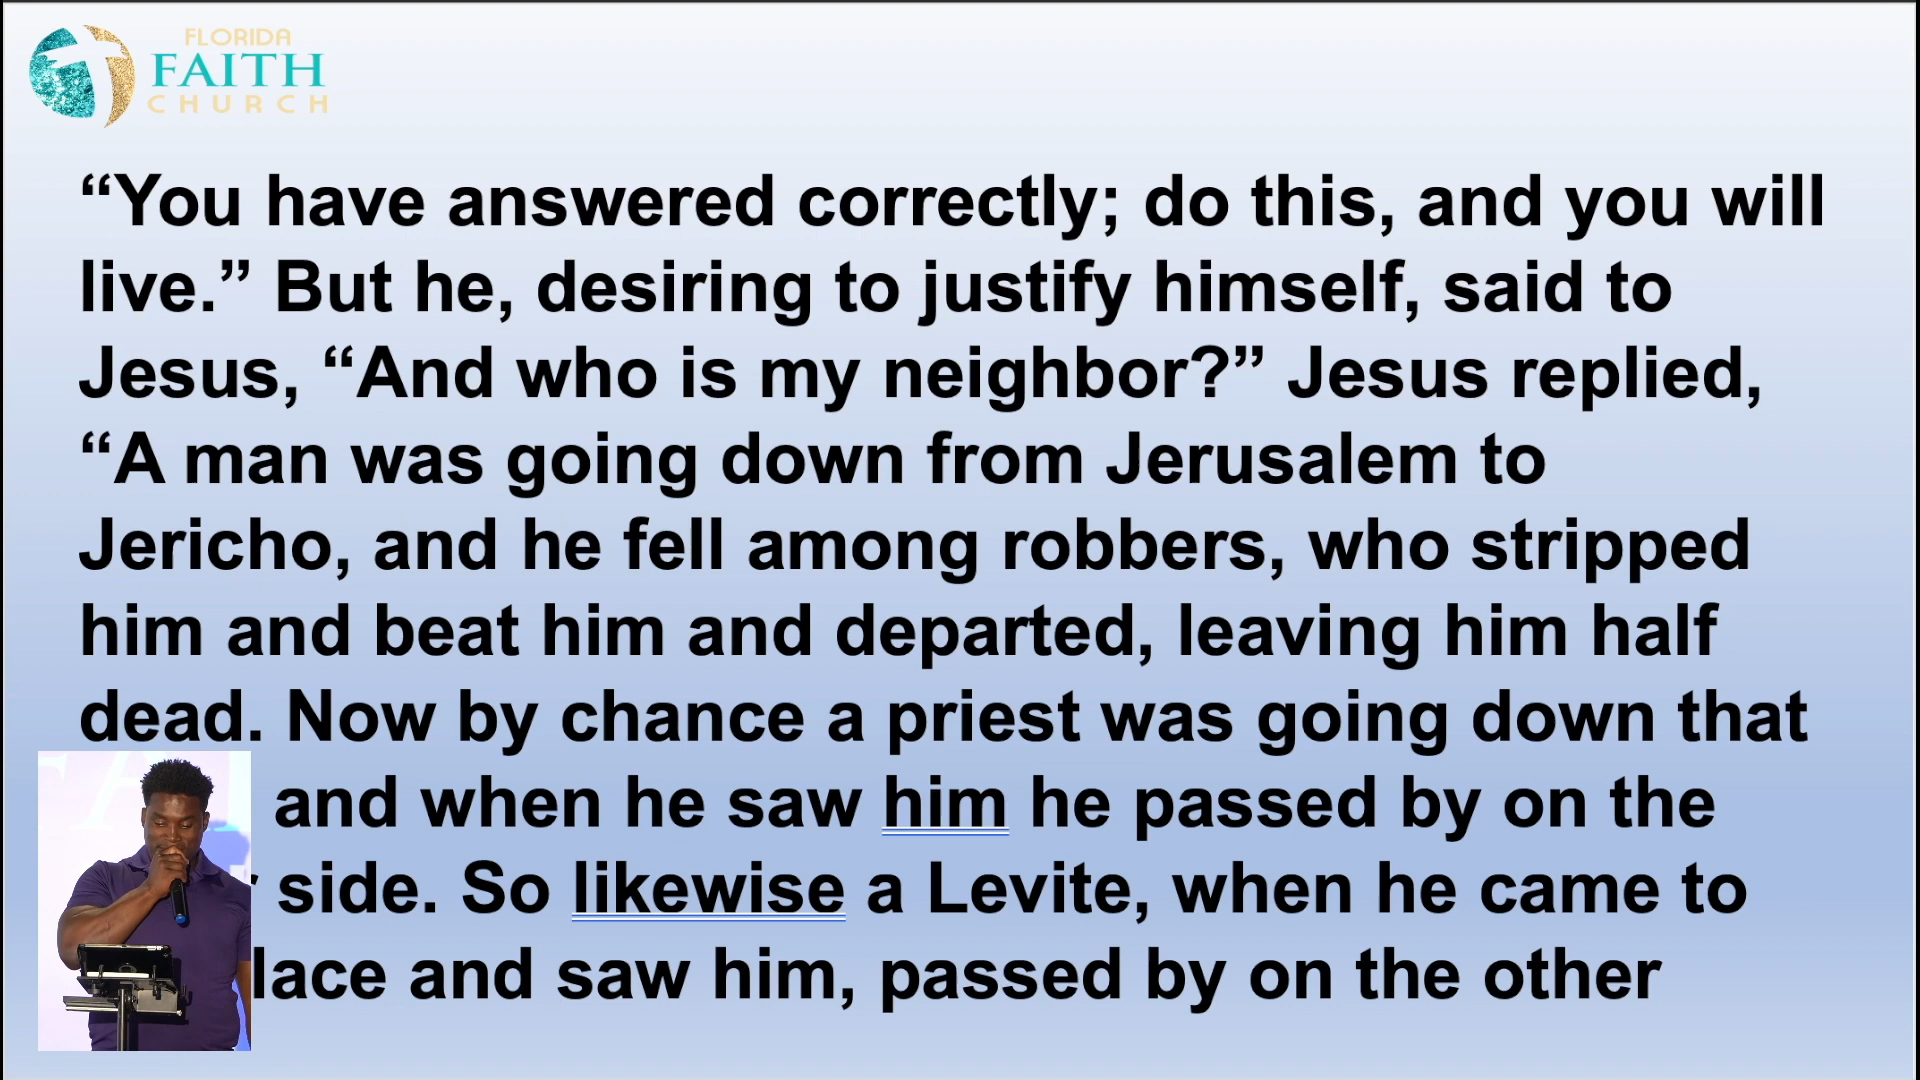 FLORIDA
FAITH
CHURCH
“You have answered correctly; do this, and you will
live.” But he, desiring to justify himself, said to
Jesus, “And who is my neighbor?” Jesus replied,
“A man was going down from Jerusalem to
Jericho, and he fell among robbers, who stripped
him and beat him and departed, leaving him half
dead. Now by chance a priest was going down that
and when he saw him he passed by on the
side. So likewise a Levite, when he came to
lace and saw him, passed by on the other